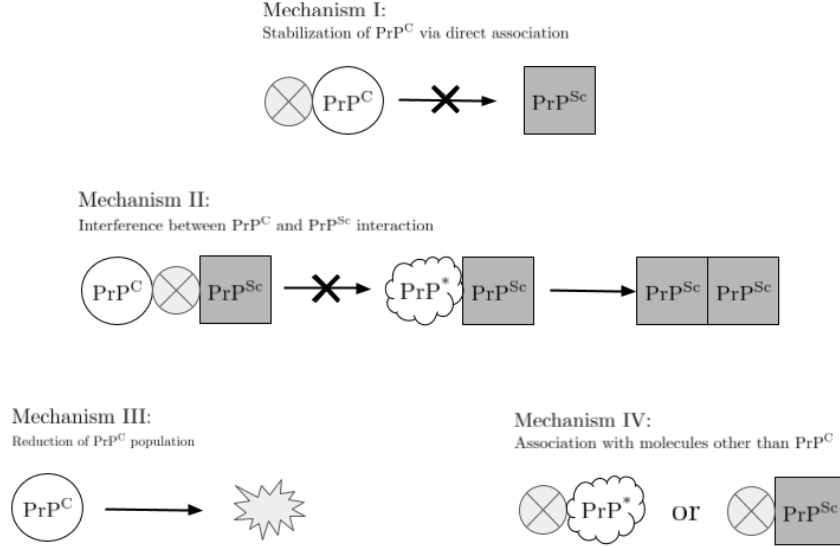 Mechanism I:
Stabilization of PrP^C via direct association
PrP^C PrP^Sc
Mechanism II:
Interference between PrP^C and PrP^Sc interaction
PrP^C PrP^Sc PrP^* PrP^Sc PrP^Sc PrP^Sc
Mechanism III:
Reduction of PrP^C population
PrP^C
Mechanism IV:
Association with molecules other than PrP^C
PrP^* or PrP^Sc